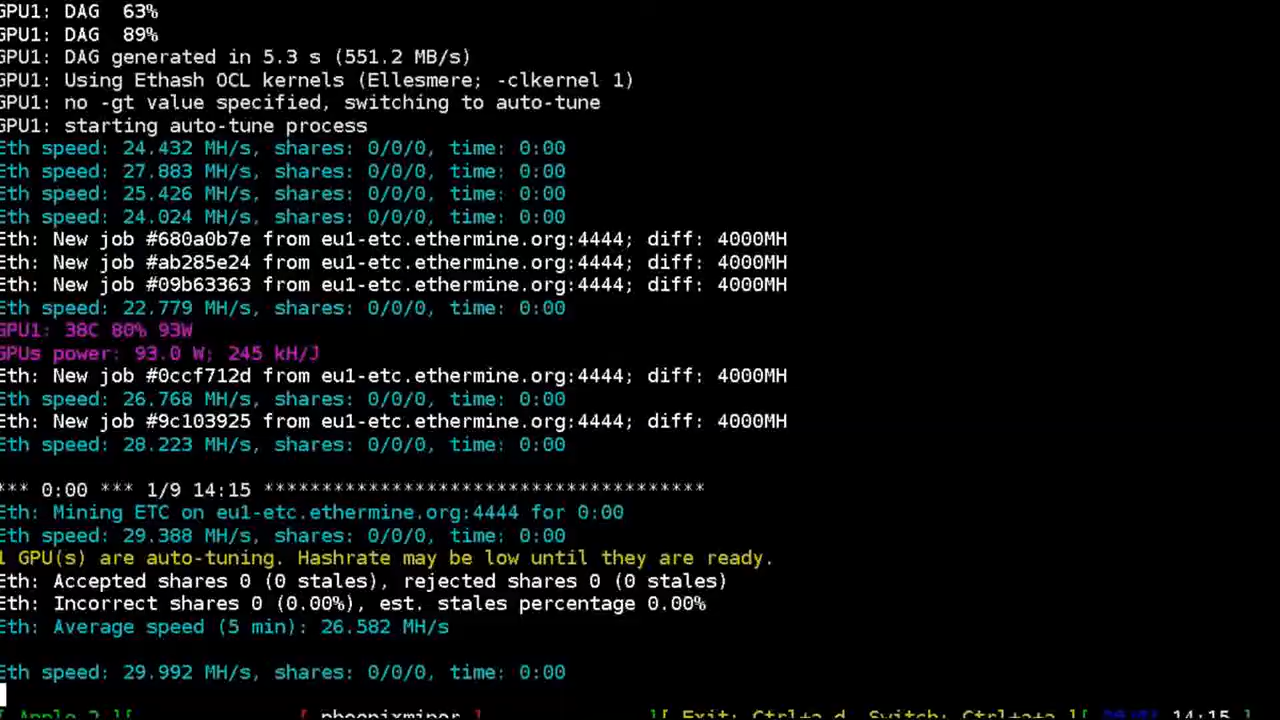 GPU1: DAG  63%
GPU1: DAG  89%
GPU1: DAG generated in 5.3 s (551.2 MB/s)
GPU1: Using Ethash OCL kernels (Ellesmere; -clkernel 1)
GPU1: no -gt value specified, switching to auto-tune
GPU1: starting auto-tune process
Eth speed: 24.432 MH/s, shares: 0/0/0, time: 0:00
Eth speed: 27.883 MH/s, shares: 0/0/0, time: 0:00
Eth speed: 25.426 MH/s, shares: 0/0/0, time: 0:00
Eth speed: 24.024 MH/s, shares: 0/0/0, time: 0:00
Eth: New job #680a0b7e from eu1-etc.ethermine.org:4444; diff: 4000MH
Eth: New job #ab285e24 from eu1-etc.ethermine.org:4444; diff: 4000MH
Eth: New job #09b63363 from eu1-etc.ethermine.org:4444; diff: 4000MH
Eth speed: 22.779 MH/s, shares: 0/0/0, time: 0:00
GPU1: 38C 80% 93W
GPUs power: 93.0 W; 245 kH/J
Eth: New job #0ccf712d from eu1-etc.ethermine.org:4444; diff: 4000MH
Eth speed: 26.768 MH/s, shares: 0/0/0, time: 0:00
Eth: New job #9c103925 from eu1-etc.ethermine.org:4444; diff: 4000MH
Eth speed: 28.223 MH/s, shares: 0/0/0, time: 0:00
*** 0:00 *** 1/9 14:15 **************************************
Eth: Mining ETC on eu1-etc.ethermine.org:4444 for 0:00
Eth speed: 29.388 MH/s, shares: 0/0/0, time: 0:00
1 GPU(s) are auto-tuning. Hashrate may be low until they are ready.
Eth: Accepted shares 0 (0 stales), rejected shares 0 (0 stales)
Eth: Incorrect shares 0 (0.00%), est. stales percentage 0.00%
Eth: Average speed (5 min): 26.582 MH/s
Eth speed: 29.992 MH/s, shares: 0/0/0, time: 0:00
[ Apple 2 ][ [ phoenixminer ] ][ Exit: Ctrl+a d, Switch: Ctrl+a+a ][ 14:15 ]